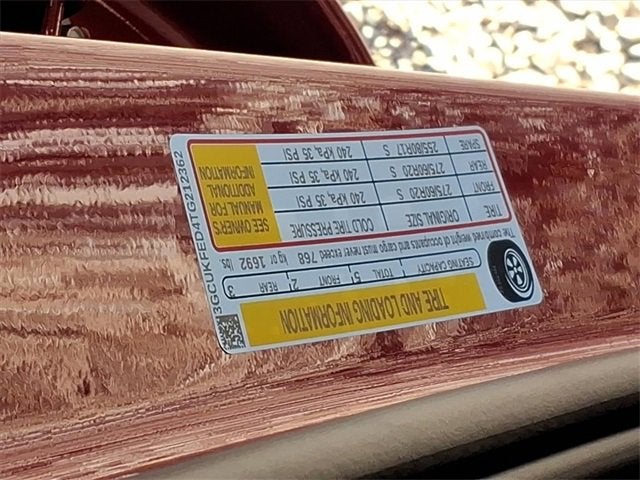 3GCUKFED4TG212362
TIRE AND LOADING INFORMATION
SEATING CAPACITY TOTAL 5 FRONT 2 REAR 3
The combined weight of occupants and cargo must never exceed 768 kg or 1692 lbs
TIRE ORIGINAL SIZE COLD TIRE PRESSURE
FRONT 275/60R20 S 240 kPa, 35 PSI
REAR 275/60R20 S 240 kPa, 35 PSI
SPARE 255/80R17 S 240 kPa, 35 PSI
SEE OWNER'S
MANUAL FOR
ADDITIONAL
INFORMATION